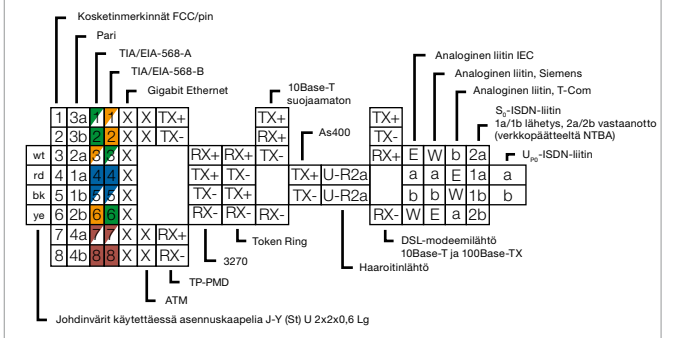 Kosketinmerkinnät FCC/pin
Pari
TIA/EIA-568-A
TIA/EIA-568-B
Gigabit Ethernet
10Base-T
suojaamaton
As400
Analoginen liitin IEC
Analoginen liitin, Siemens
Analoginen liitin, T-Com
S₀-ISDN-liitin
1a/1b lähetys, 2a/2b vastaanotto
(verkkopäätteeltä NTBA)
U_P0-ISDN-liitin
1 3a 1 1 X X TX+ TX+ TX+
2 3b 2 2 X X TX- RX+ TX-
wt 3 2a 3 3 X RX+ RX+ TX- RX+ E W b 2a
rd 4 1a 4 4 X TX+ TX- TX+ U-R2a a a E 1a a
bk 5 1b 5 5 X TX- TX+ TX- U-R2a b b W 1b b
ye 6 2b 6 6 X RX- RX- RX- RX- W E a 2b
7 4a 7 7 X X RX+
8 4b 8 8 X X RX-
Token Ring
3270
TP-PMD
ATM
DSL-modeemilähtö
10Base-T ja 100Base-TX
Haaroitinlähtö
Johdinvärit käytettäessä asennuskaapelia J-Y (St) U 2x2x0,6 Lg